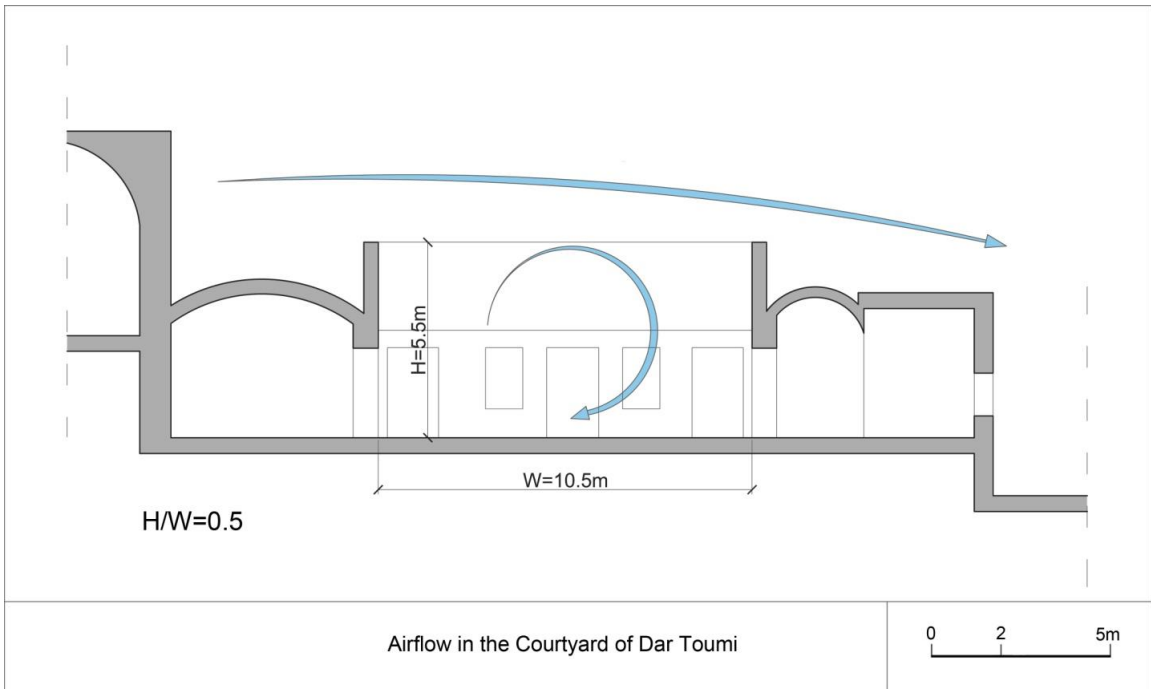 H=5.5m
W=10.5m
H/W=0.5
Airflow in the Courtyard of Dar Toumi
0 2 5m